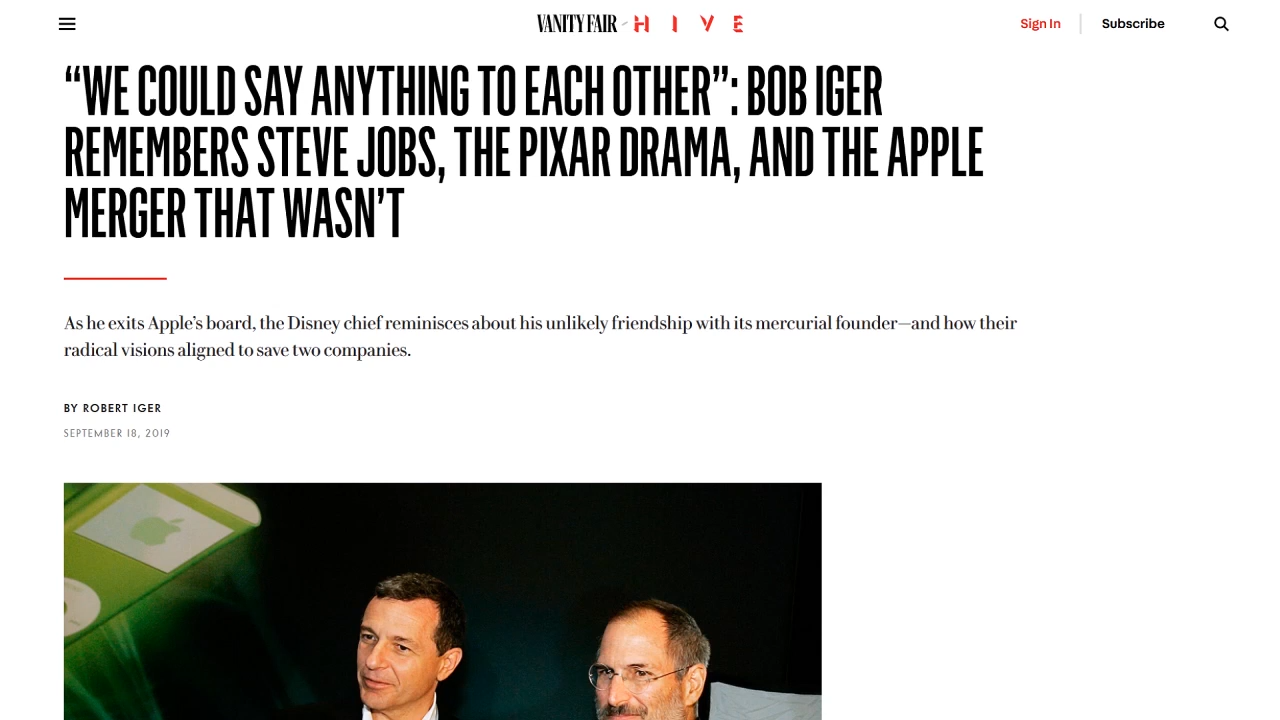 VANITY FAIR - HIVE
Sign In
Subscribe
“WE COULD SAY ANYTHING TO EACH OTHER”: BOB IGER
REMEMBERS STEVE JOBS, THE PIXAR DRAMA, AND THE APPLE
MERGER THAT WASN’T
As he exits Apple’s board, the Disney chief reminisces about his unlikely friendship with its mercurial founder—and how their
radical visions aligned to save two companies.
BY ROBERT IGER
SEPTEMBER 18, 2019